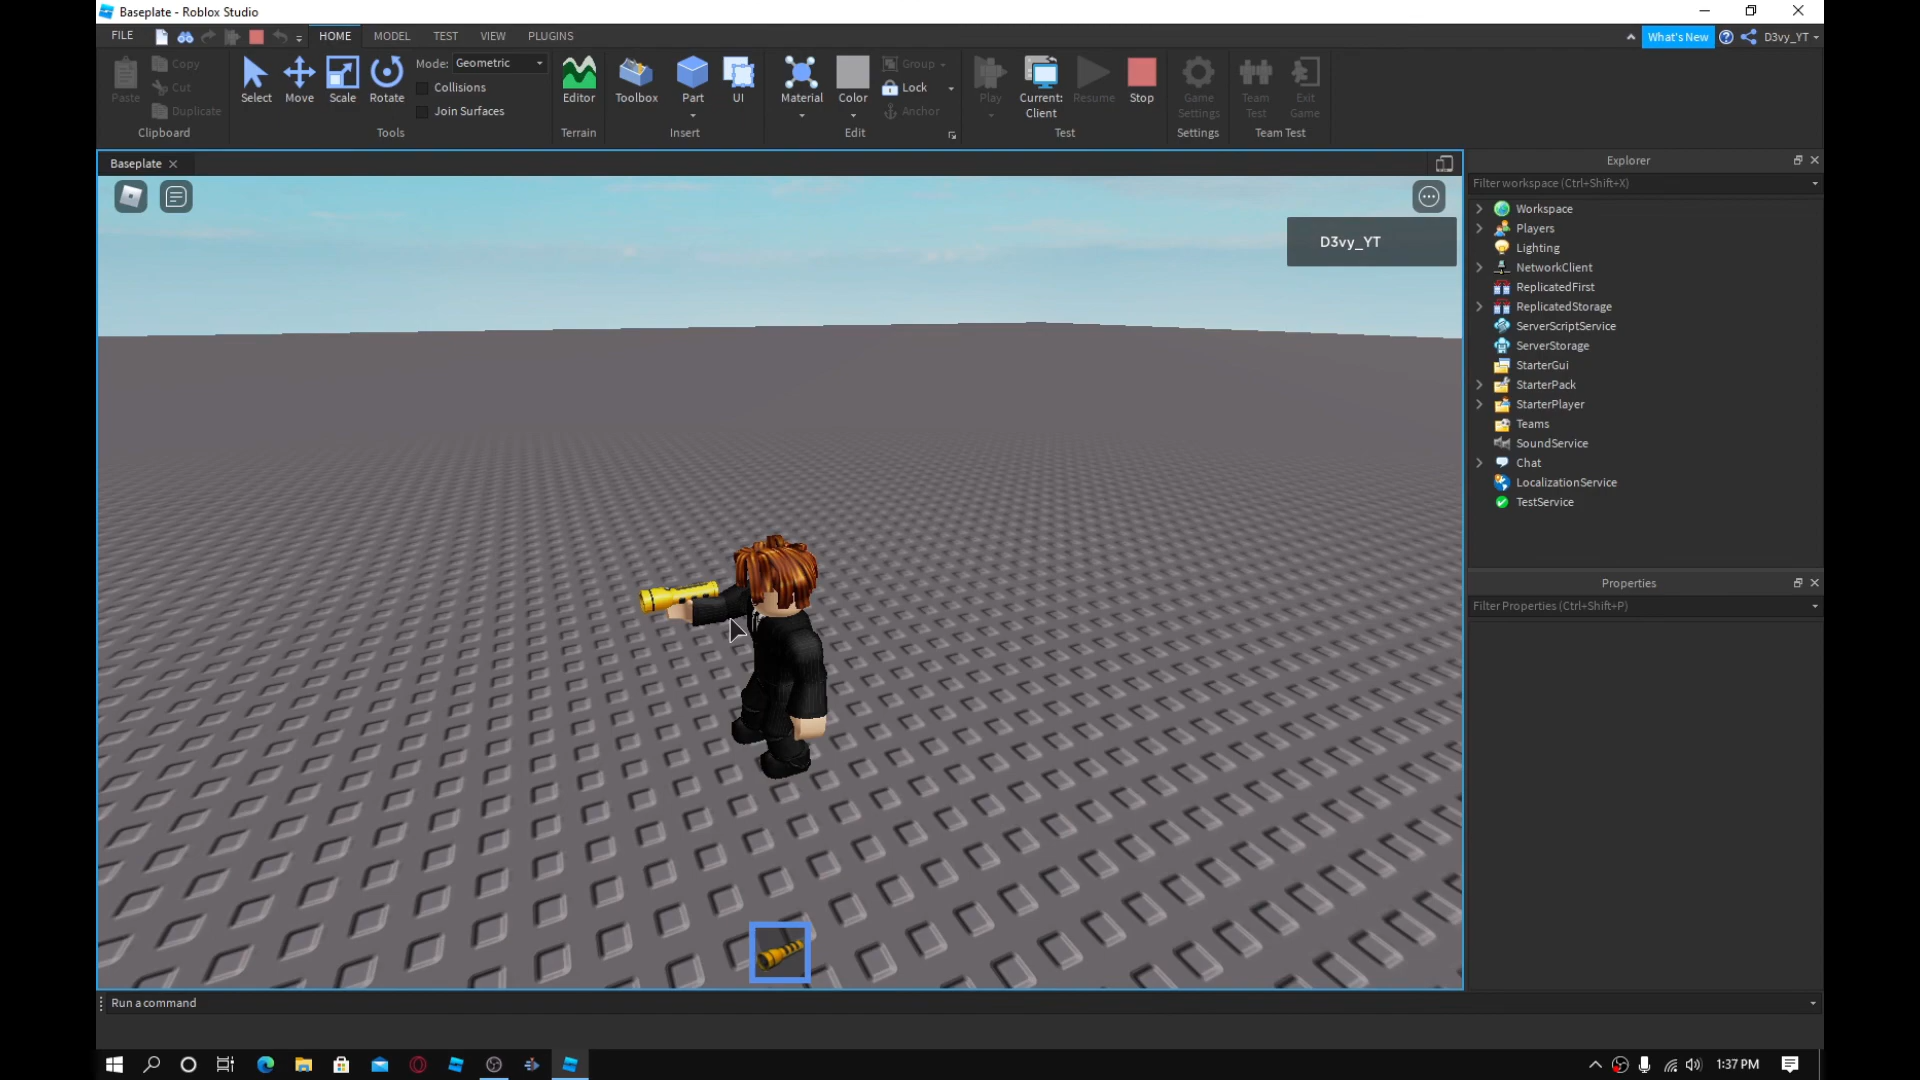 Baseplate - Roblox Studio
FILE HOME MODEL TEST VIEW PLUGINS What's New D3vy_YT
Paste Copy Cut Duplicate
Clipboard
Select Move Scale Rotate
Mode: Geometric
Collisions
Join Surfaces
Tools
Editor
Terrain
Toolbox Part UI
Insert
Material Color
Group
Lock
Anchor
Edit
Play
Current:
Client
Resume Stop
Test
Game
Settings
Settings
Team
Test
Exit
Game
Team Test
Baseplate
D3vy_YT
Explorer
Filter workspace (Ctrl+Shift+X)
Workspace
Players
Lighting
NetworkClient
ReplicatedFirst
ReplicatedStorage
ServerScriptService
ServerStorage
StarterGui
StarterPack
StarterPlayer
Teams
SoundService
Chat
LocalizationService
TestService
Properties
Filter Properties (Ctrl+Shift+P)
Run a command
1:37 PM